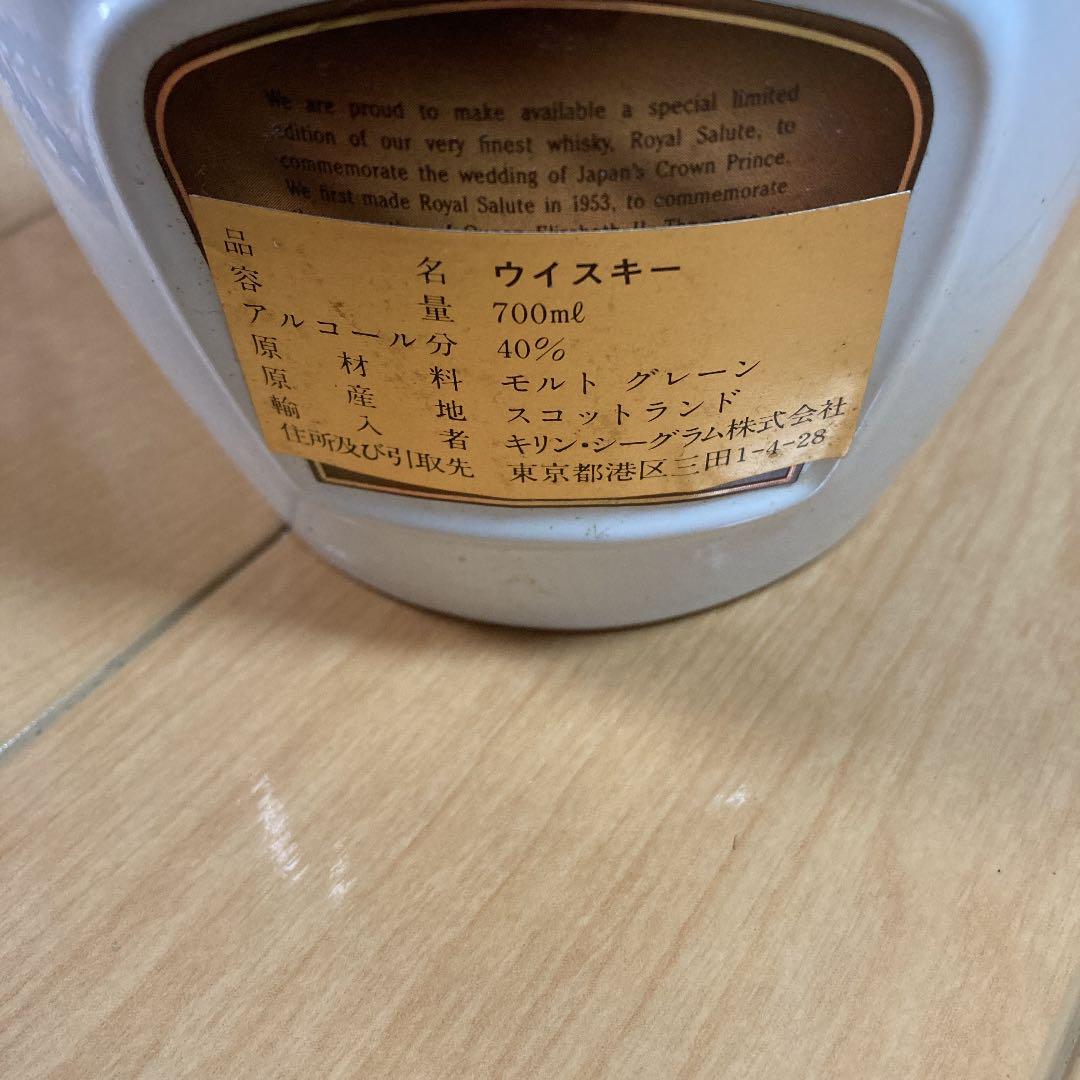 We are proud to make available a special limited
edition of our very finest whisky, Royal Salute, to
commemorate the wedding of Japan's Crown Prince.
We first made Royal Salute in 1953, to commemorate
品名 ウイスキー
容量 700mℓ
アルコール分 40%
原材料 モルト グレーン
原産地 スコットランド
輸入者 キリン・シーグラム株式会社
住所及び引取先 東京都港区三田1-4-28